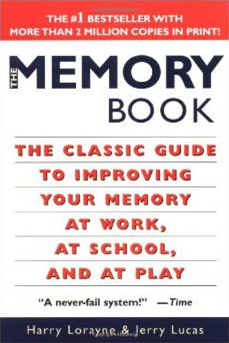 THE #1 BESTSELLER WITH
MORE THAN 2 MILLION COPIES IN PRINT!
THE MEMORY
BOOK
THE CLASSIC GUIDE
TO IMPROVING
YOUR MEMORY
AT WORK,
AT SCHOOL,
AND AT PLAY
“A never-fail system!” —Time
Harry Lorayne & Jerry Lucas